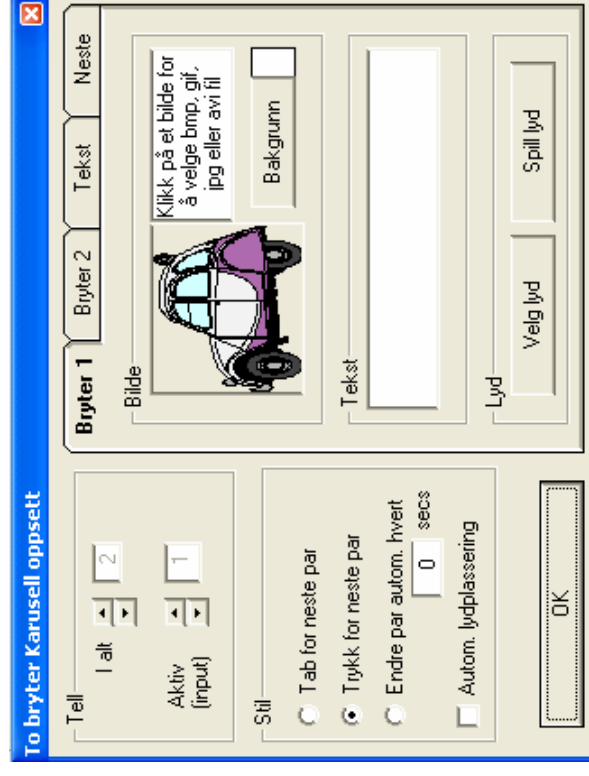 To bryter Karusell oppsett
Tell
I alt
2
Aktiv
(input)
1
Stil
Tab for neste par
Trykk for neste par
Endre par autom. hvert
0 secs
Autom. lydplassering
OK
Bryter 1
Bryter 2
Tekst
Neste
Bilde
Klikk på et bilde for
å velge bmp, gif,
jpg eller avi fil
Bakgrunn
Tekst
Lyd
Velg lyd
Spill lyd